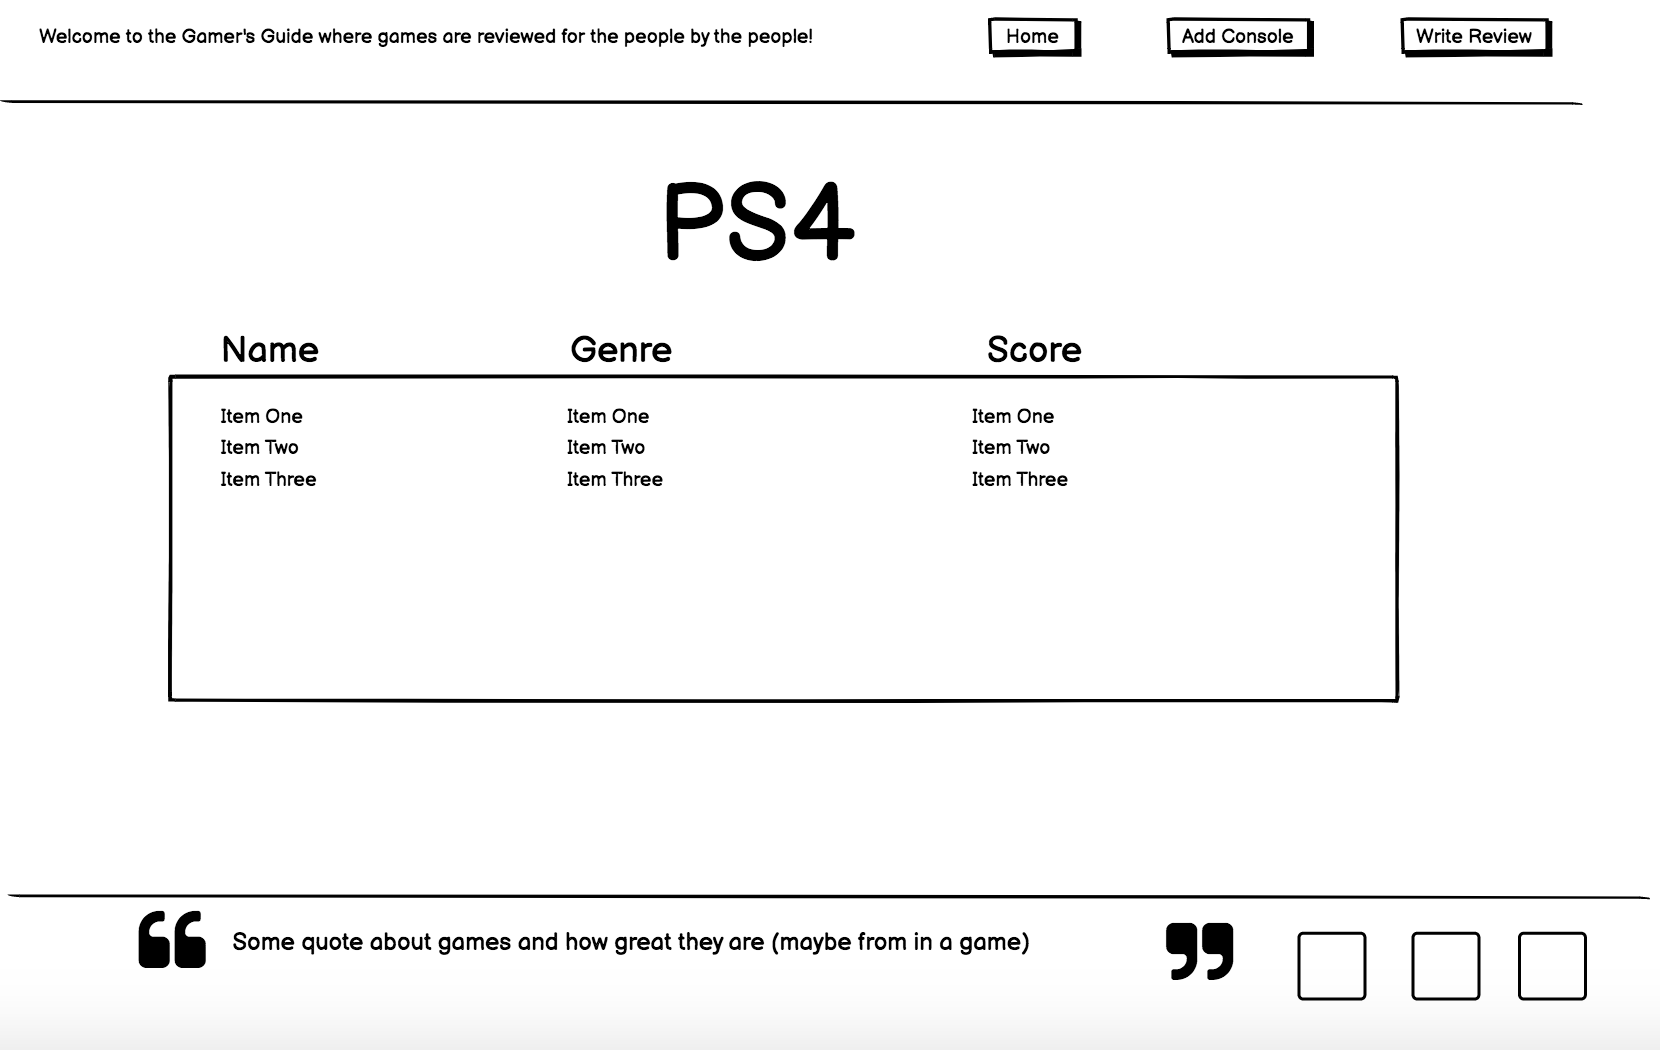 Welcome to the Gamer's Guide where games are reviewed for the people by the people!
Home
Add Console
Write Review
PS4
Name Genre Score
Item One Item One Item One
Item Two Item Two Item Two
Item Three Item Three Item Three
“ Some quote about games and how great they are (maybe from in a game) ”